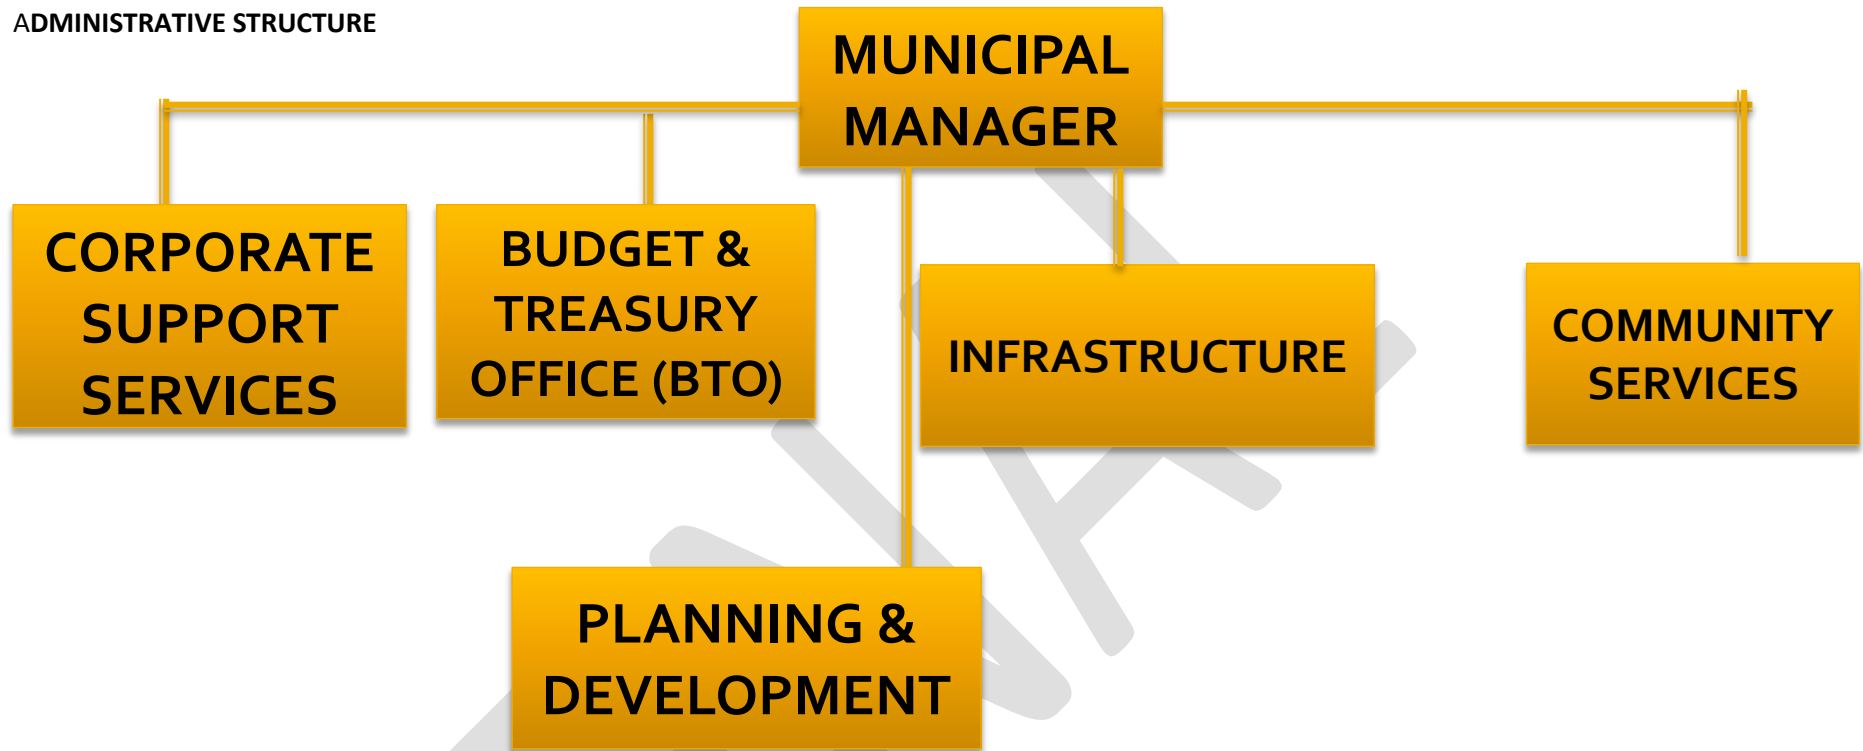 ADMINISTRATIVE STRUCTURE
MUNICIPAL
MANAGER
CORPORATE
SUPPORT
SERVICES
BUDGET &
TREASURY
OFFICE (BTO)
INFRASTRUCTURE
COMMUNITY
SERVICES
PLANNING &
DEVELOPMENT